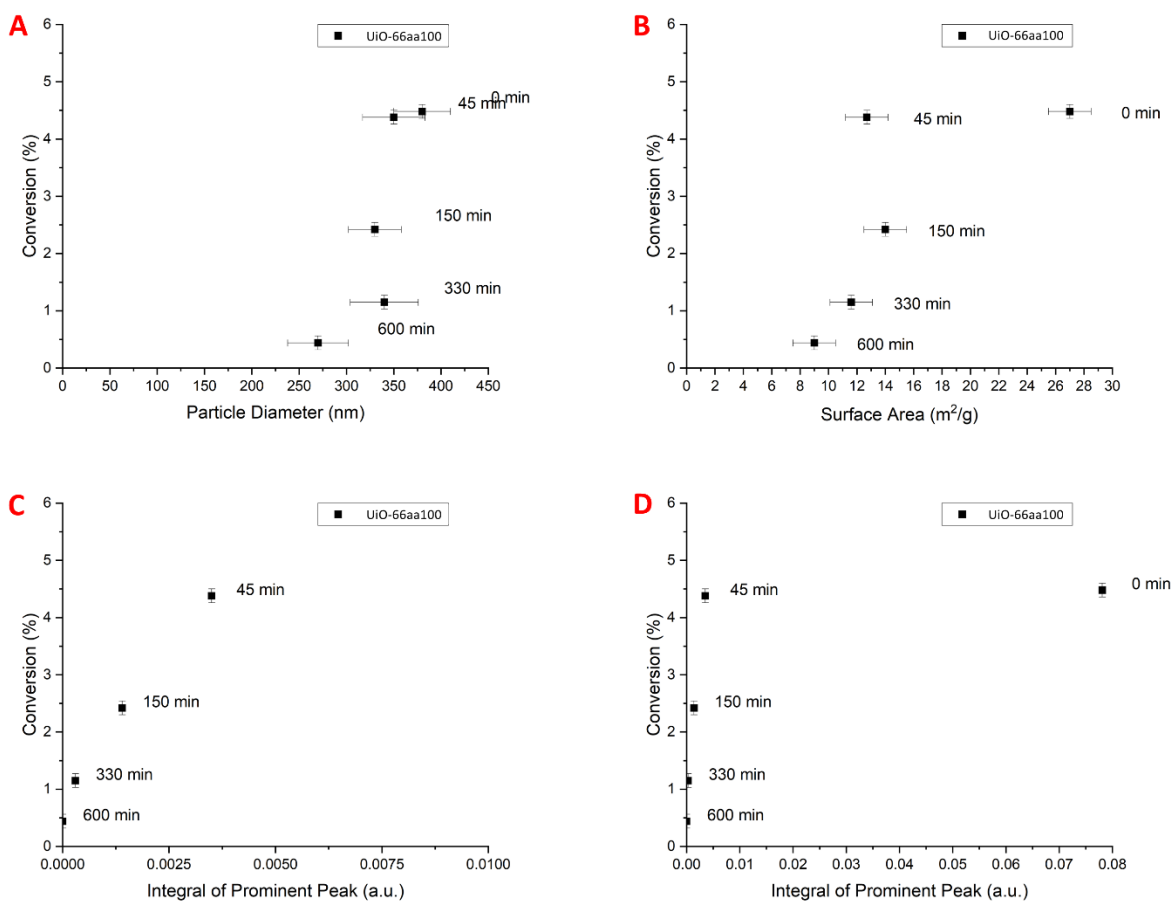 A
UiO-66aa100
6
5
4
3
2
1
0
Conversion (%)
45 min
0 min
150 min
330 min
600 min
0 50 100 150 200 250 300 350 400 450
Particle Diameter (nm)
B
UiO-66aa100
6
5
4
3
2
1
0
Conversion (%)
45 min
0 min
150 min
330 min
600 min
0 2 4 6 8 10 12 14 16 18 20 22 24 26 28 30
Surface Area (m²/g)
C
UiO-66aa100
6
5
4
3
2
1
0
Conversion (%)
45 min
150 min
330 min
600 min
0.0000 0.0025 0.0050 0.0075 0.0100
Integral of Prominent Peak (a.u.)
D
UiO-66aa100
6
5
4
3
2
1
0
Conversion (%)
45 min
0 min
150 min
330 min
600 min
0.00 0.01 0.02 0.03 0.04 0.05 0.06 0.07 0.08
Integral of Prominent Peak (a.u.)